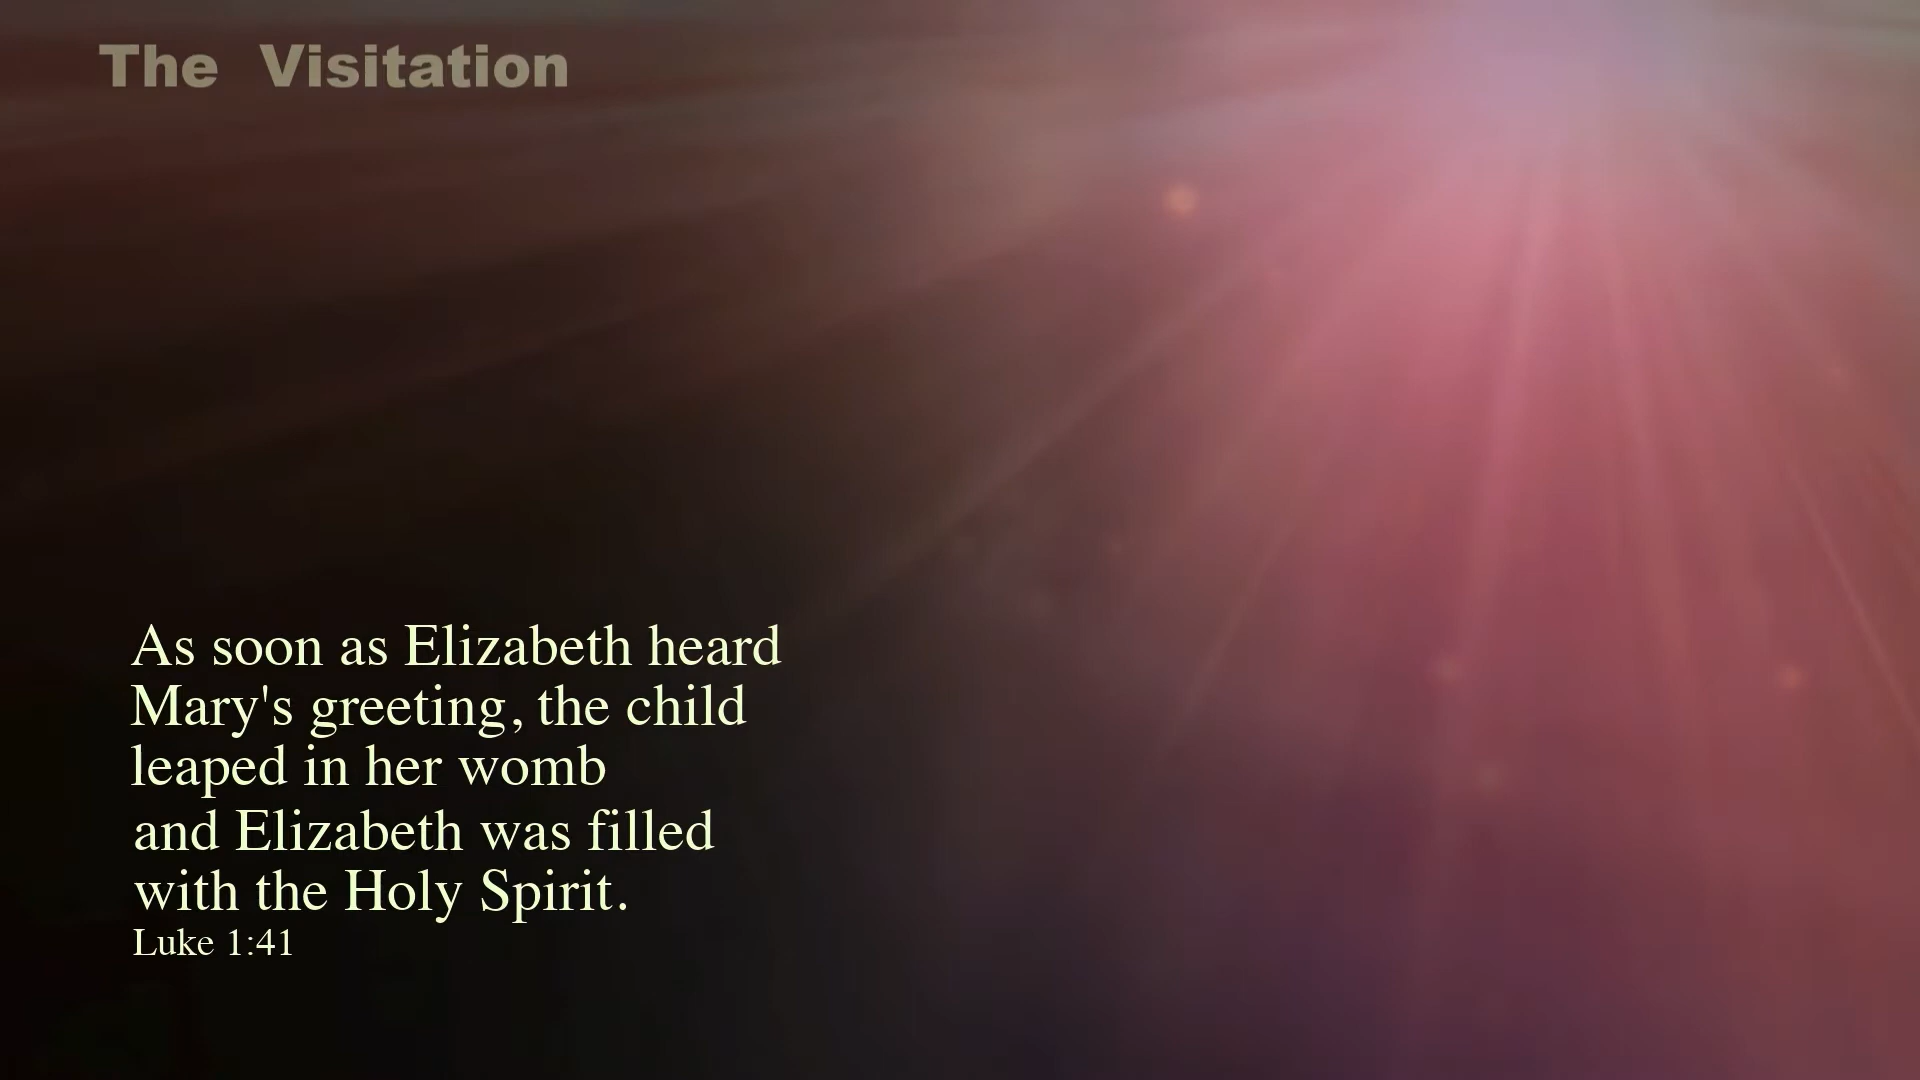 The Visitation
As soon as Elizabeth heard
Mary's greeting, the child
leaped in her womb
and Elizabeth was filled
with the Holy Spirit.
Luke 1:41